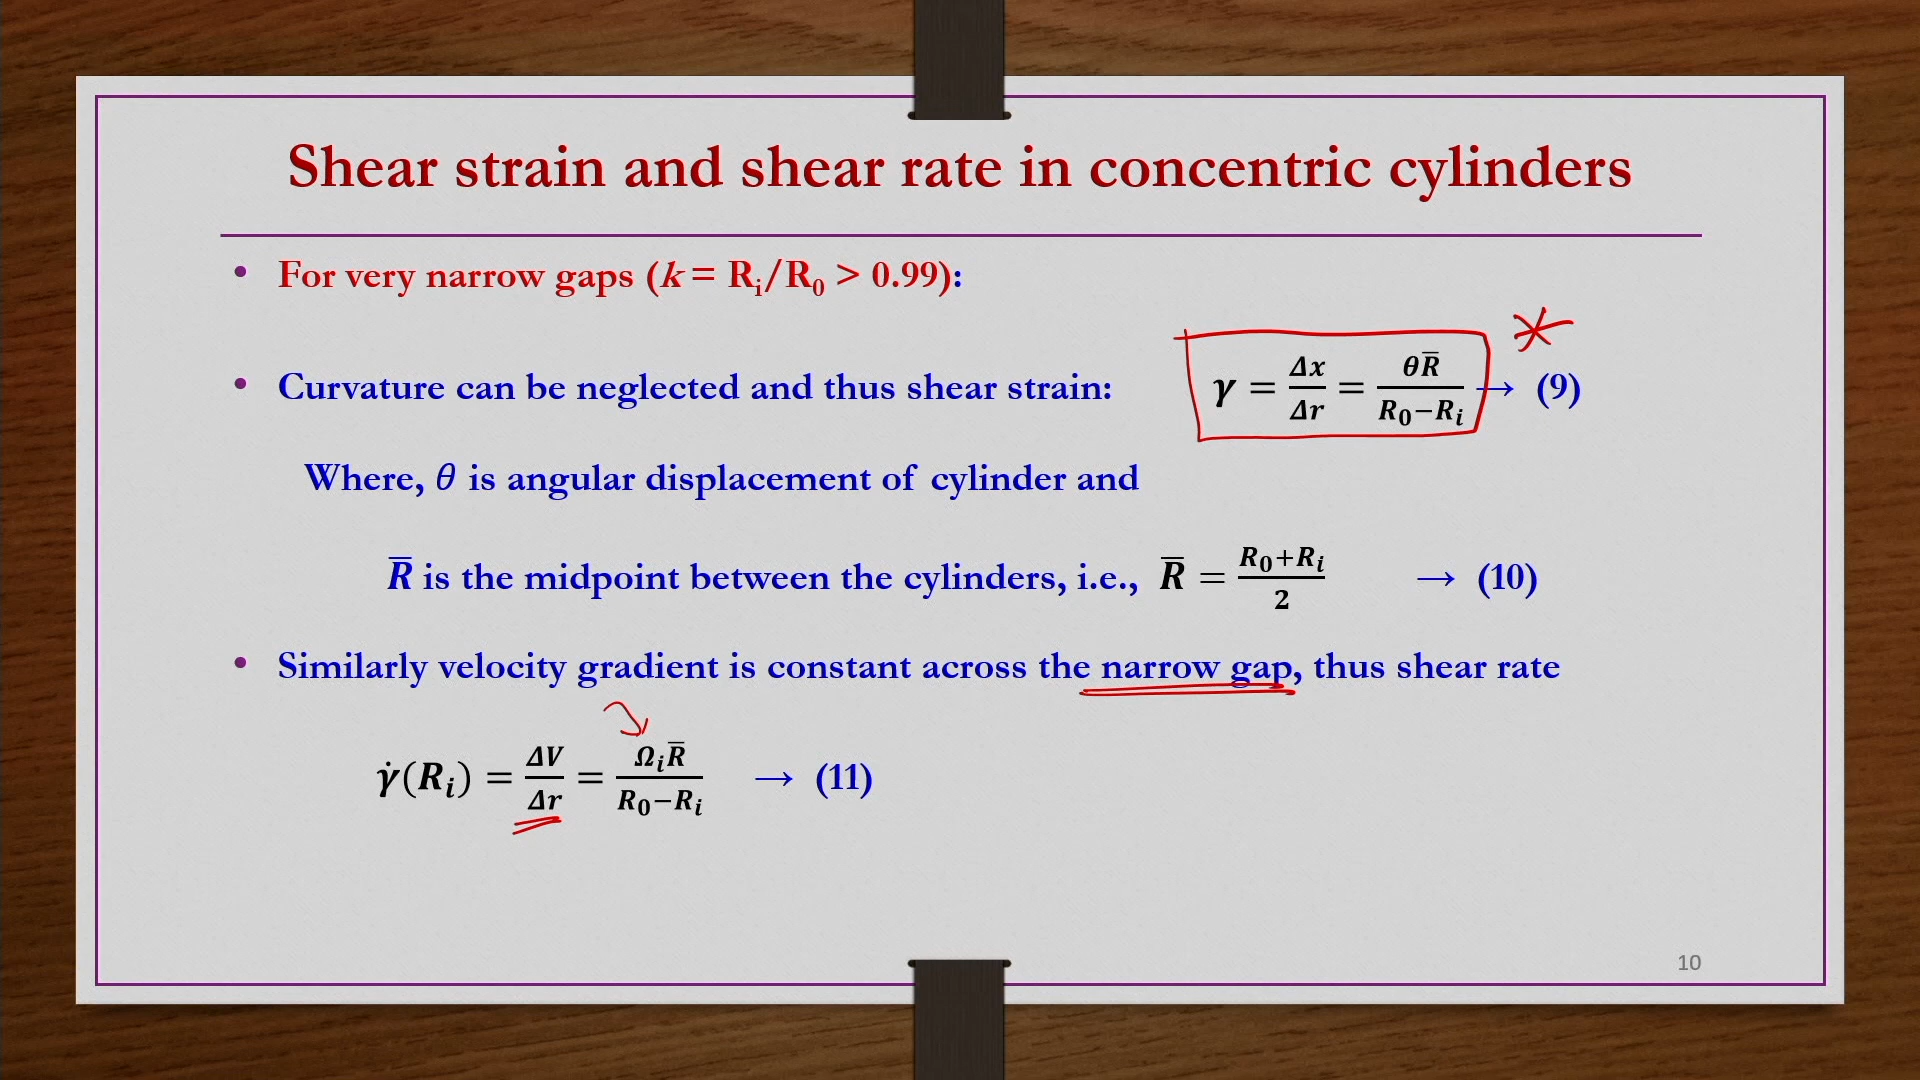 Shear strain and shear rate in concentric cylinders
• For very narrow gaps (k = Rᵢ/R₀ > 0.99):
• Curvature can be neglected and thus shear strain: γ = Δx/Δr = θR̅/(R₀−Rᵢ) → (9)
Where, θ is angular displacement of cylinder and
R̅ is the midpoint between the cylinders, i.e., R̅ = (R₀+Rᵢ)/2 → (10)
• Similarly velocity gradient is constant across the narrow gap, thus shear rate
γ̇(Rᵢ) = ΔV/Δr = ΩᵢR̅/(R₀−Rᵢ) → (11)
10